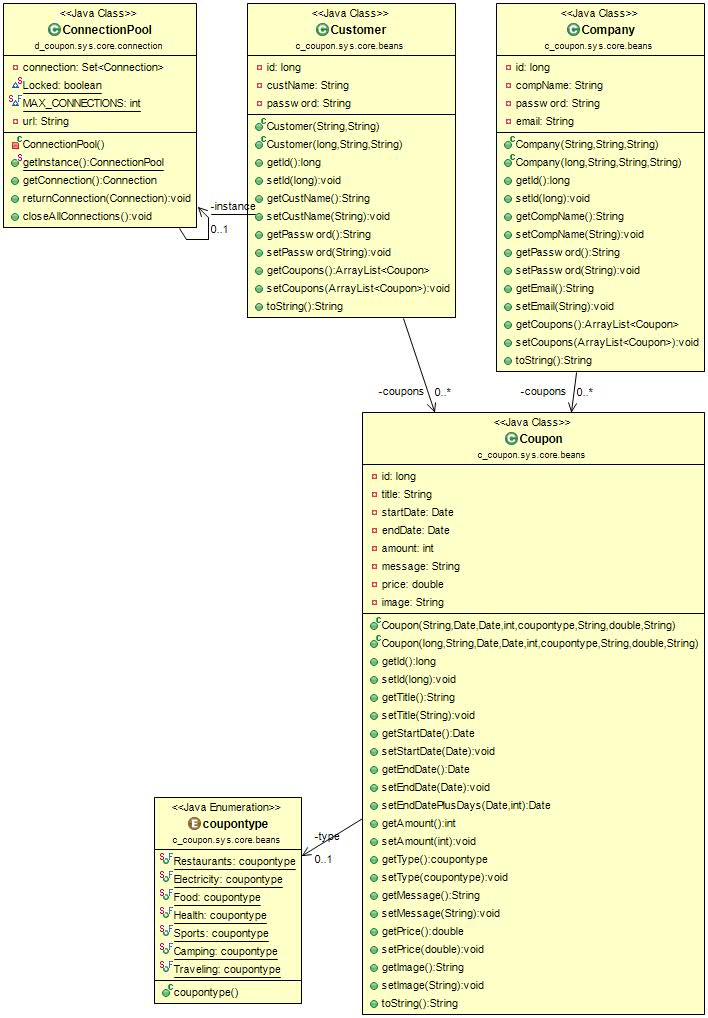 <<Java Class>>
ConnectionPool
d_coupon.sys.core.connection
connection: Set<Connection>
Locked: boolean
MAX_CONNECTIONS: int
url: String
ConnectionPool()
getInstance():ConnectionPool
getConnection():Connection
returnConnection(Connection):void
closeAllConnections():void
-instance
0..1
<<Java Class>>
Customer
c_coupon.sys.core.beans
id: long
custName: String
password: String
Customer(String,String)
Customer(long,String,String)
getId():long
setId(long):void
getCustName():String
setCustName(String):void
getPassword():String
setPassword(String):void
getCoupons():ArrayList<Coupon>
setCoupons(ArrayList<Coupon>):void
toString():String
<<Java Class>>
Company
c_coupon.sys.core.beans
id: long
compName: String
password: String
email: String
Company(String,String,String)
Company(long,String,String,String)
getId():long
setId(long):void
getCompName():String
setCompName(String):void
getPassword():String
setPassword(String):void
getEmail():String
setEmail(String):void
getCoupons():ArrayList<Coupon>
setCoupons(ArrayList<Coupon>):void
toString():String
-coupons 0..*
-coupons 0..*
<<Java Class>>
Coupon
c_coupon.sys.core.beans
id: long
title: String
startDate: Date
endDate: Date
amount: int
message: String
price: double
image: String
Coupon(String,Date,Date,int,coupontype,String,double,String)
Coupon(long,String,Date,Date,int,coupontype,String,double,String)
getId():long
setId(long):void
getTitle():String
setTitle(String):void
getStartDate():Date
setStartDate(Date):void
getEndDate():Date
setEndDate(Date):void
setEndDatePlusDays(Date,int):Date
getAmount():int
setAmount(int):void
getType():coupontype
setType(coupontype):void
getMessage():String
setMessage(String):void
getPrice():double
setPrice(double):void
getImage():String
setImage(String):void
toString():String
-type
0..1
<<Java Enumeration>>
coupontype
c_coupon.sys.core.beans
Restaurants: coupontype
Electricity: coupontype
Food: coupontype
Health: coupontype
Sports: coupontype
Camping: coupontype
Traveling: coupontype
coupontype()